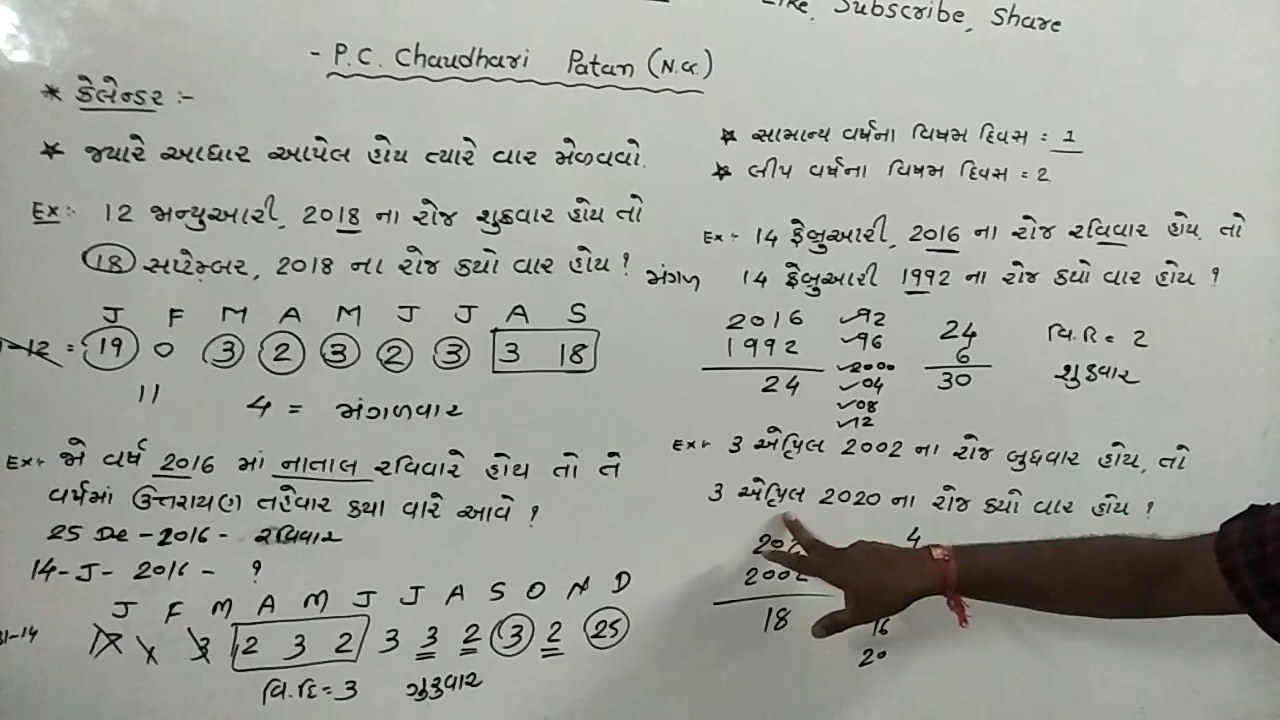 Like, Subscribe, Share
- P.C. Chaudhari Patan (N.G.)
* કેલેન્ડર :-
* જ્યારે આધાર આપેલ હોય ત્યારે વાર મેળવવો.
Ex:- 12 જાન્યુઆરી, 2018 ના રોજ શુક્રવાર હોય તો
18 સપ્ટેમ્બર, 2018 ના રોજ કયો વાર હોય ?
J F M A M J J A S
-12 = 19 0 3 2 3 2 3 3 18
11 4 = મંગળવાર
Ex:- જો વર્ષ 2016 માં નાતાલ રવિવારે હોય તો તે
વર્ષમાં ઉત્તરાયણ તહેવાર કયા વારે આવે ?
25 De - 2016 - રવિવાર
14 - J - 2016 - ?
J F M A M J J A S O N D
31-14 17 1 3 2 3 2 3 3 2 3 2 25
વિ.દિ = 3 ગુરુવાર
* સામાન્ય વર્ષના વિષમ દિવસ = 1
* લીપ વર્ષના વિષમ દિવસ = 2
Ex:- 14 ફેબ્રુઆરી, 2016 ના રોજ રવિવાર હોય, તો
મંગળ 14 ફેબ્રુઆરી 1992 ના રોજ કયો વાર હોય ?
2016 92 24 વિ.દિ = 2
1992 96 6 શુક્રવાર
24 2000 30
04
08
12
Ex:- 3 એપ્રિલ 2002 ના રોજ બુધવાર હોય, તો
3 એપ્રિલ 2020 ના રોજ કયો વાર હોય ?
4
2002
18 16
20